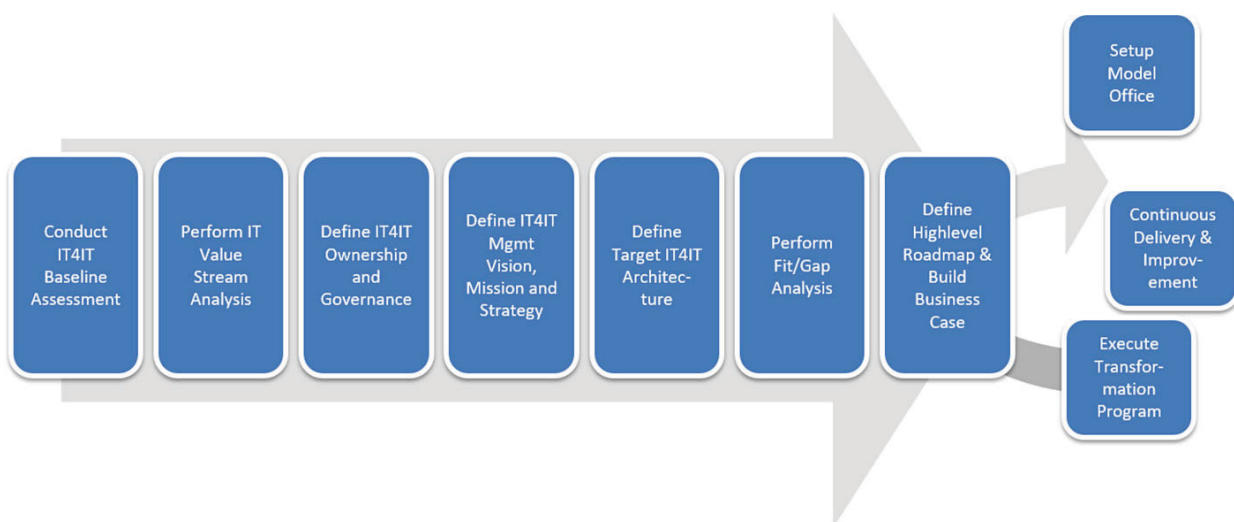 Conduct
IT4IT
Baseline
Assessment
Perform IT
Value
Stream
Analysis
Define IT4IT
Ownership
and
Governance
Define IT4IT
Mgmt
Vision,
Mission and
Strategy
Define
Target IT4IT
Architec-
ture
Perform
Fit/Gap
Analysis
Define
Highlevel
Roadmap &
Build
Business
Case
Setup
Model
Office
Continuous
Delivery &
Improv-
ement
Execute
Transfor-
mation
Program